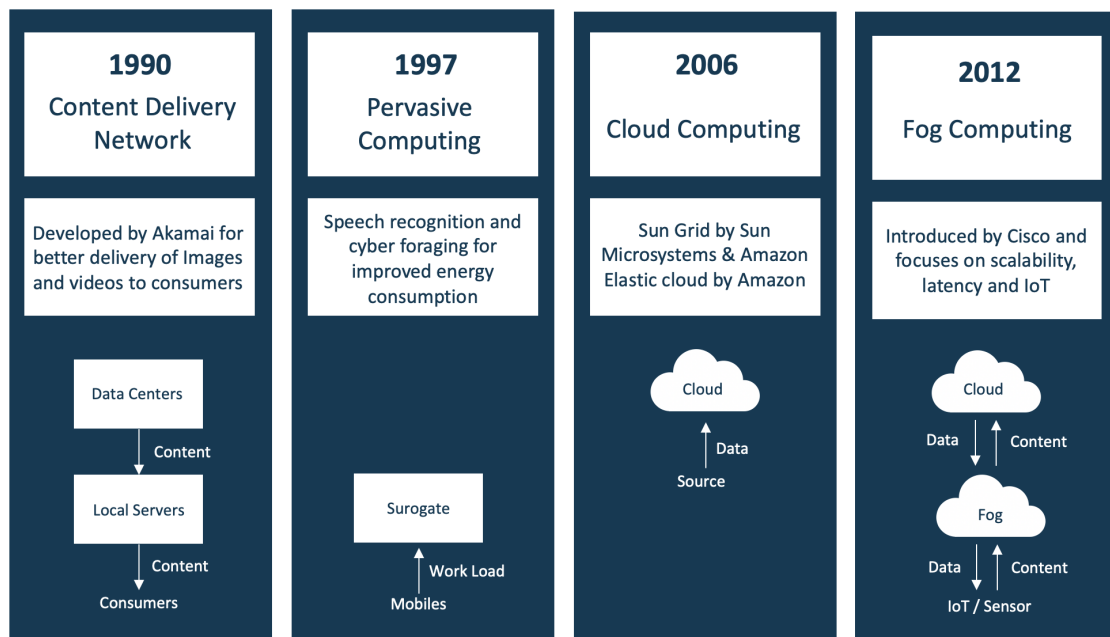 1990
Content Delivery
Network
Developed by Akamai for
better delivery of Images
and videos to consumers
Data Centers
Content
Local Servers
Content
Consumers
1997
Pervasive
Computing
Speech recognition and
cyber foraging for
improved energy
consumption
Surogate
Work Load
Mobiles
2006
Cloud Computing
Sun Grid by Sun
Microsystems & Amazon
Elastic cloud by Amazon
Cloud
Data
Source
2012
Fog Computing
Introduced by Cisco and
focuses on scalability,
latency and IoT
Cloud
Data
Content
Fog
Data
Content
IoT / Sensor